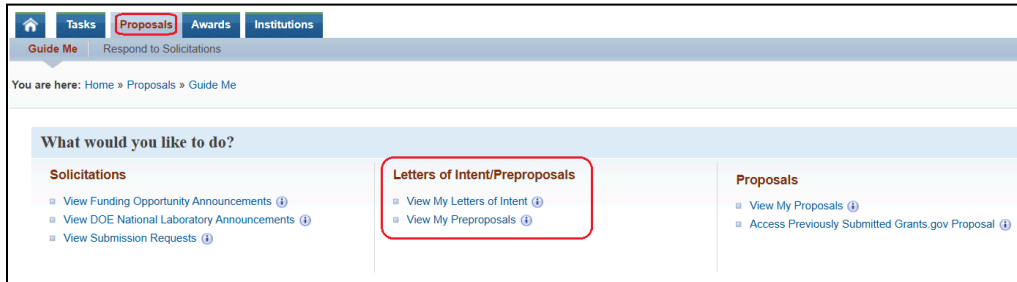 Tasks Proposals Awards Institutions
Guide Me Respond to Solicitations
You are here: Home » Proposals » Guide Me
What would you like to do?
Solicitations
View Funding Opportunity Announcements
View DOE National Laboratory Announcements
View Submission Requests
Letters of Intent/Preproposals
View My Letters of Intent
View My Preproposals
Proposals
View My Proposals
Access Previously Submitted Grants.gov Proposal